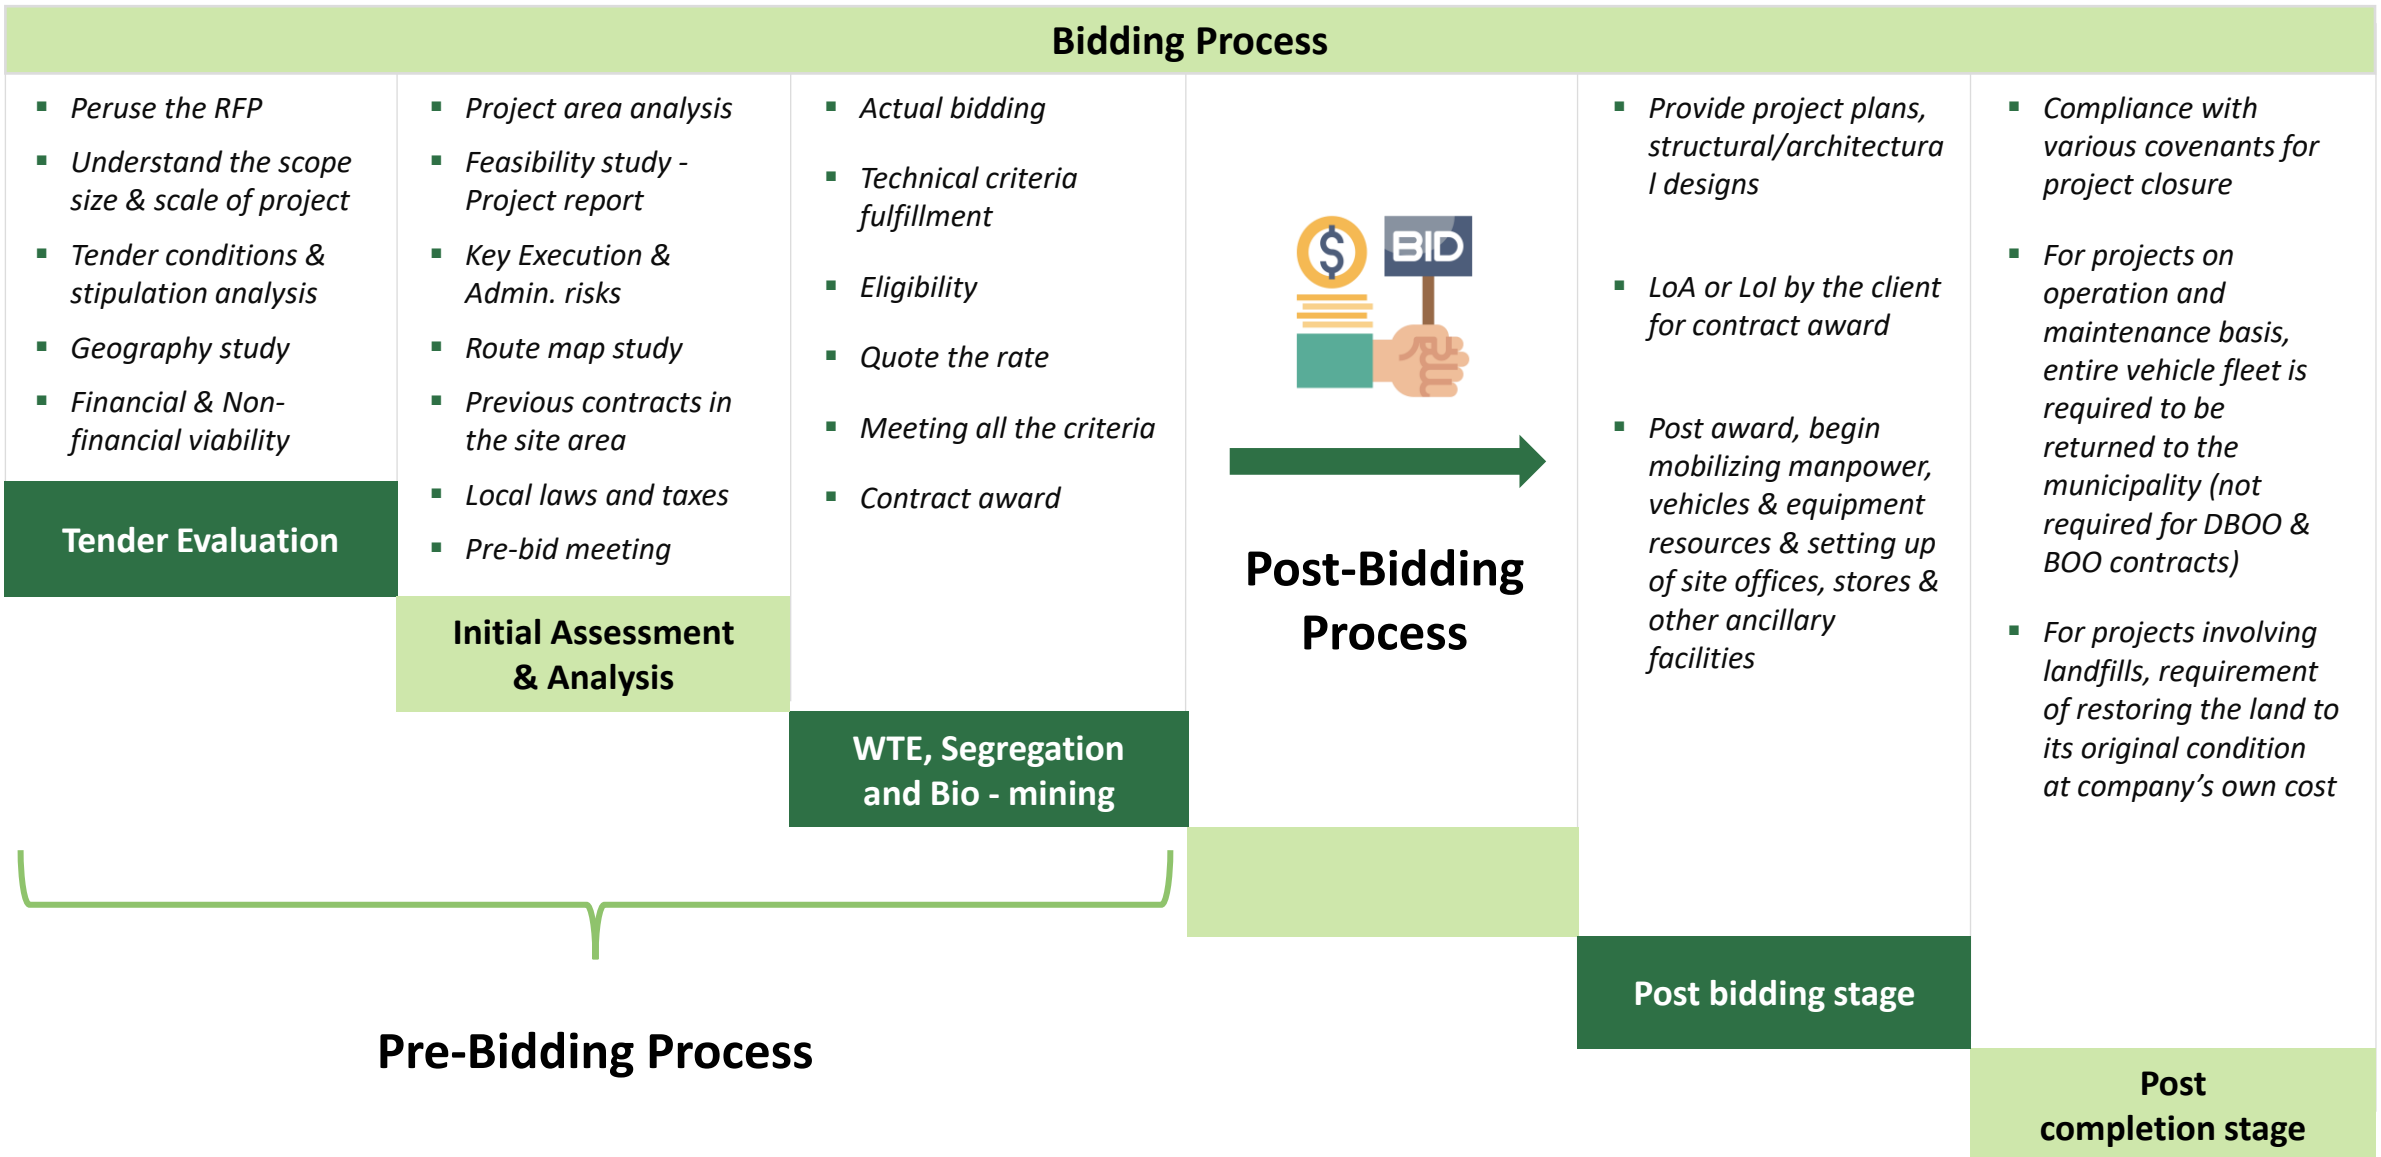 Bidding Process
▪ Peruse the RFP
▪ Understand the scope
size & scale of project
▪ Tender conditions &
stipulation analysis
▪ Geography study
▪ Financial & Non-
financial viability
Tender Evaluation
▪ Project area analysis
▪ Feasibility study -
Project report
▪ Key Execution &
Admin. risks
▪ Route map study
▪ Previous contracts in
the site area
▪ Local laws and taxes
▪ Pre-bid meeting
Initial Assessment
& Analysis
▪ Actual bidding
▪ Technical criteria
fulfillment
▪ Eligibility
▪ Quote the rate
▪ Meeting all the criteria
▪ Contract award
WTE, Segregation
and Bio - mining
Pre-Bidding Process
$
BID
Post-Bidding
Process
▪ Provide project plans,
structural/architectura
l designs
▪ LoA or LoI by the client
for contract award
▪ Post award, begin
mobilizing manpower,
vehicles & equipment
resources & setting up
of site offices, stores &
other ancillary
facilities
Post bidding stage
▪ Compliance with
various covenants for
project closure
▪ For projects on
operation and
maintenance basis,
entire vehicle fleet is
required to be
returned to the
municipality (not
required for DBOO &
BOO contracts)
▪ For projects involving
landfills, requirement
of restoring the land to
its original condition
at company’s own cost
Post
completion stage